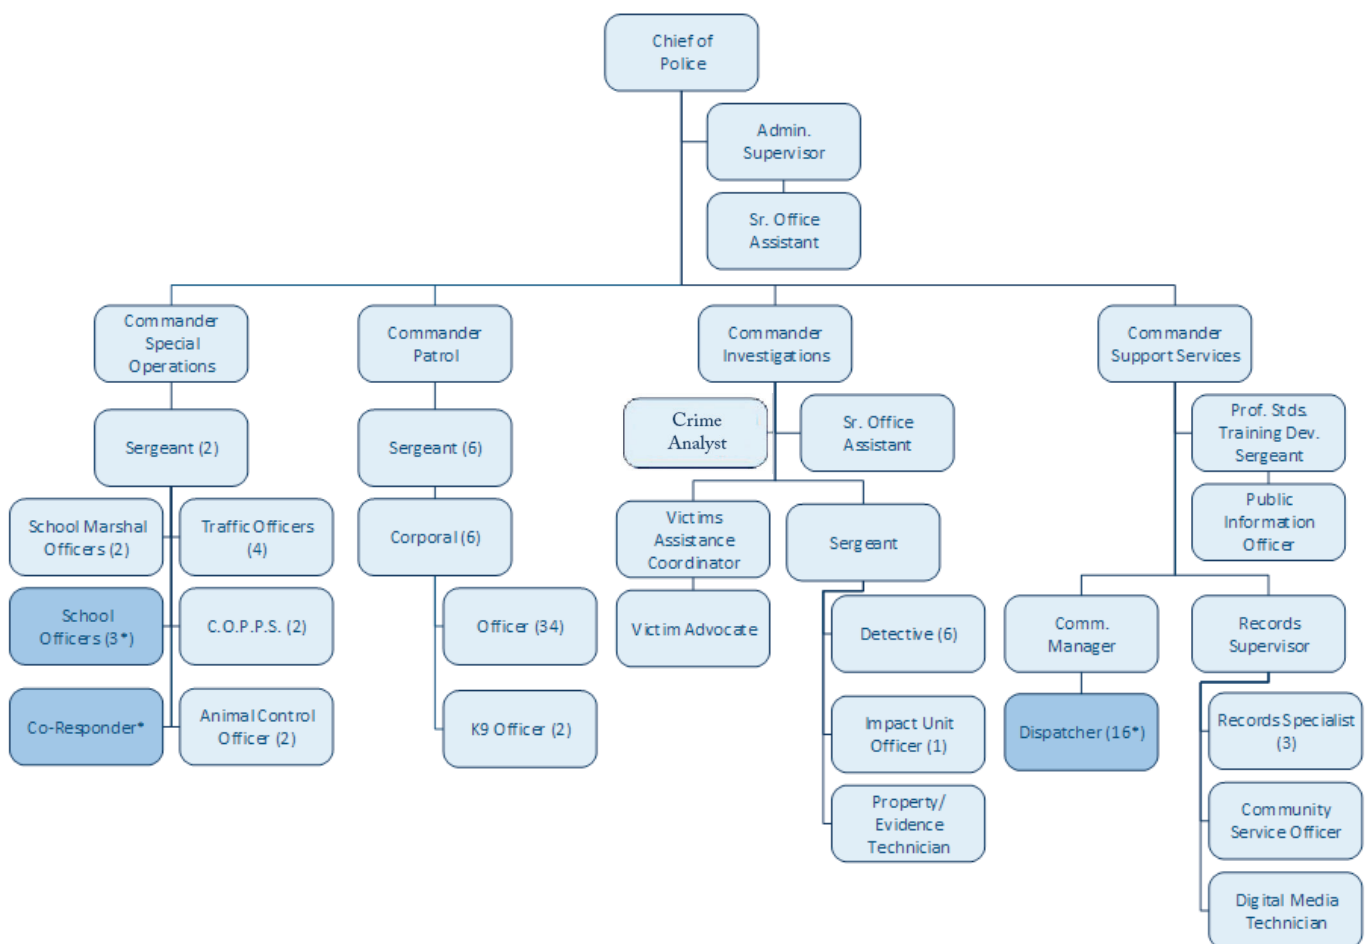 Chief of
Police
Admin.
Supervisor
Sr. Office
Assistant
Commander
Special
Operations
Commander
Patrol
Commander
Investigations
Commander
Support Services
Sergeant (2)
Sergeant (6)
Crime
Analyst
Sr. Office
Assistant
Prof. Stds.
Training Dev.
Sergeant
School Marshal
Officers (2)
Traffic Officers
(4)
Corporal (6)
Victims
Assistance
Coordinator
Sergeant
Public
Information
Officer
School
Officers (3*)
C.O.P.P.S. (2)
Officer (34)
Victim Advocate
Detective (6)
Comm.
Manager
Records
Supervisor
Co-Responder*
Animal Control
Officer (2)
K9 Officer (2)
Impact Unit
Officer (1)
Dispatcher (16*)
Records Specialist
(3)
Property/
Evidence
Technician
Community
Service Officer
Digital Media
Technician